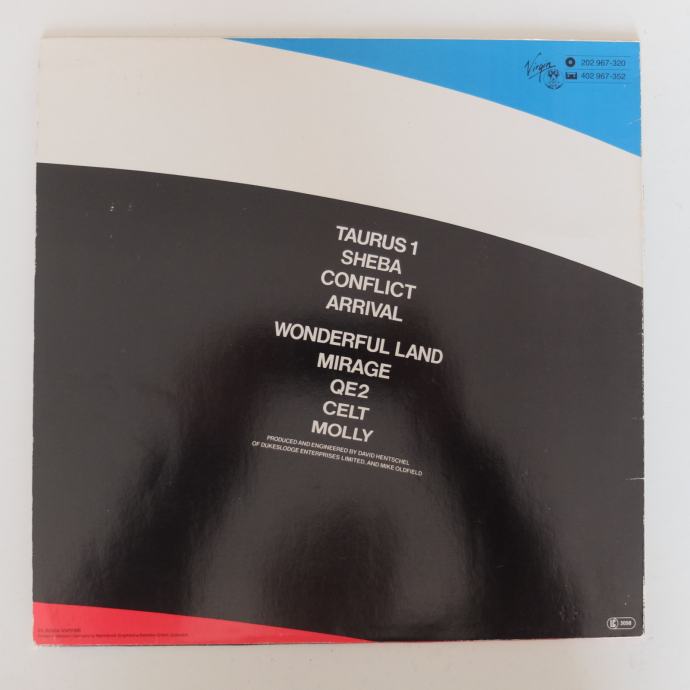 Virgin
202 967-320
402 967-352
TAURUS 1
SHEBA
CONFLICT
ARRIVAL
WONDERFUL LAND
MIRAGE
QE2
CELT
MOLLY
PRODUCED AND ENGINEERED BY DAVID HENTSCHEL
OF DUKESLODGE ENTERPRISES LIMITED, AND MIKE OLDFIELD
LC 3098